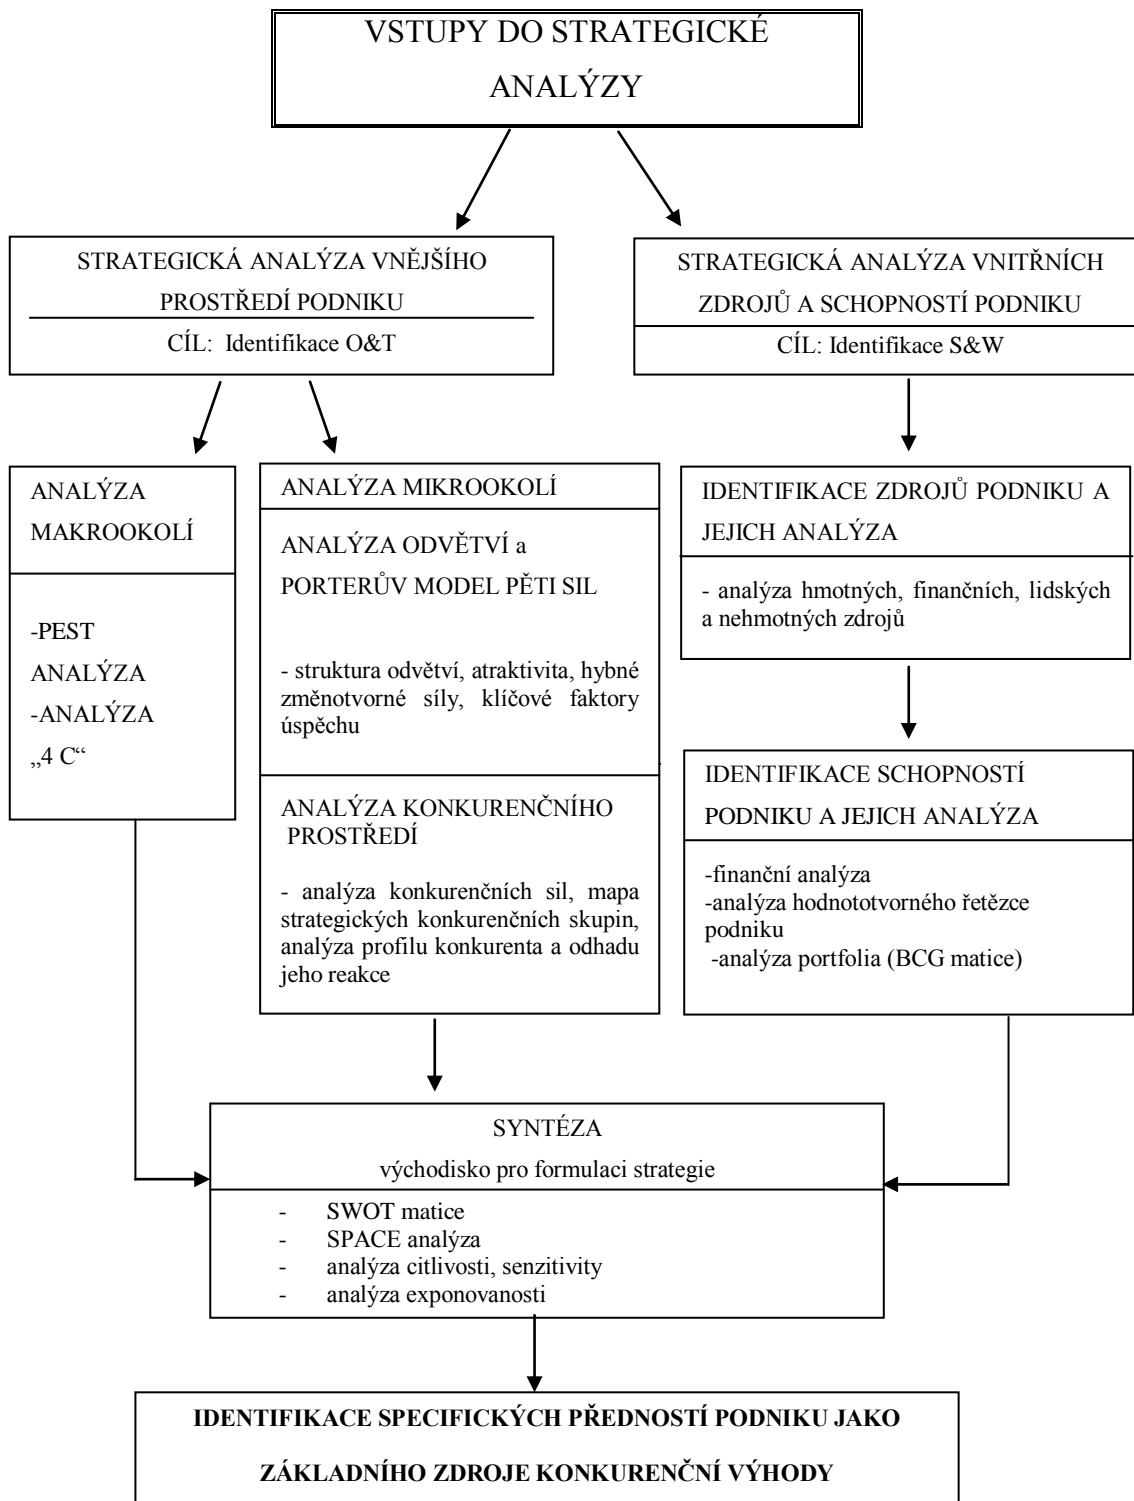 VSTUPY DO STRATEGICKÉ
ANALÝZY
STRATEGICKÁ ANALÝZA VNĚJŠÍHO
PROSTŘEDÍ PODNIKU
CÍL: Identifikace O&T
STRATEGICKÁ ANALÝZA VNITŘNÍCH
ZDROJŮ A SCHOPNOSTÍ PODNIKU
CÍL: Identifikace S&W
ANALÝZA
MAKROOKOLÍ
-PEST
ANALÝZA
-ANALÝZA
„4 C“
ANALÝZA MIKROOKOLÍ
ANALÝZA ODVĚTVÍ a
PORTERŮV MODEL PĚTI SIL
- struktura odvětví, atraktivita, hybné
změnotvorné síly, klíčové faktory
úspěchu
ANALÝZA KONKURENČNÍHO
PROSTŘEDÍ
- analýza konkurenčních sil, mapa
strategických konkurenčních skupin,
analýza profilu konkurenta a odhadu
jeho reakce
IDENTIFIKACE ZDROJŮ PODNIKU A
JEJICH ANALÝZA
- analýza hmotných, finančních, lidských
a nehmotných zdrojů
IDENTIFIKACE SCHOPNOSTÍ
PODNIKU A JEJICH ANALÝZA
-finanční analýza
-analýza hodnototvorného řetězce
podniku
-analýza portfolia (BCG matice)
SYNTÉZA
východisko pro formulaci strategie
- SWOT matice
- SPACE analýza
- analýza citlivosti, senzitivity
- analýza exponovanosti
IDENTIFIKACE SPECIFICKÝCH PŘEDNOSTÍ PODNIKU JAKO
ZÁKLADNÍHO ZDROJE KONKURENČNÍ VÝHODY